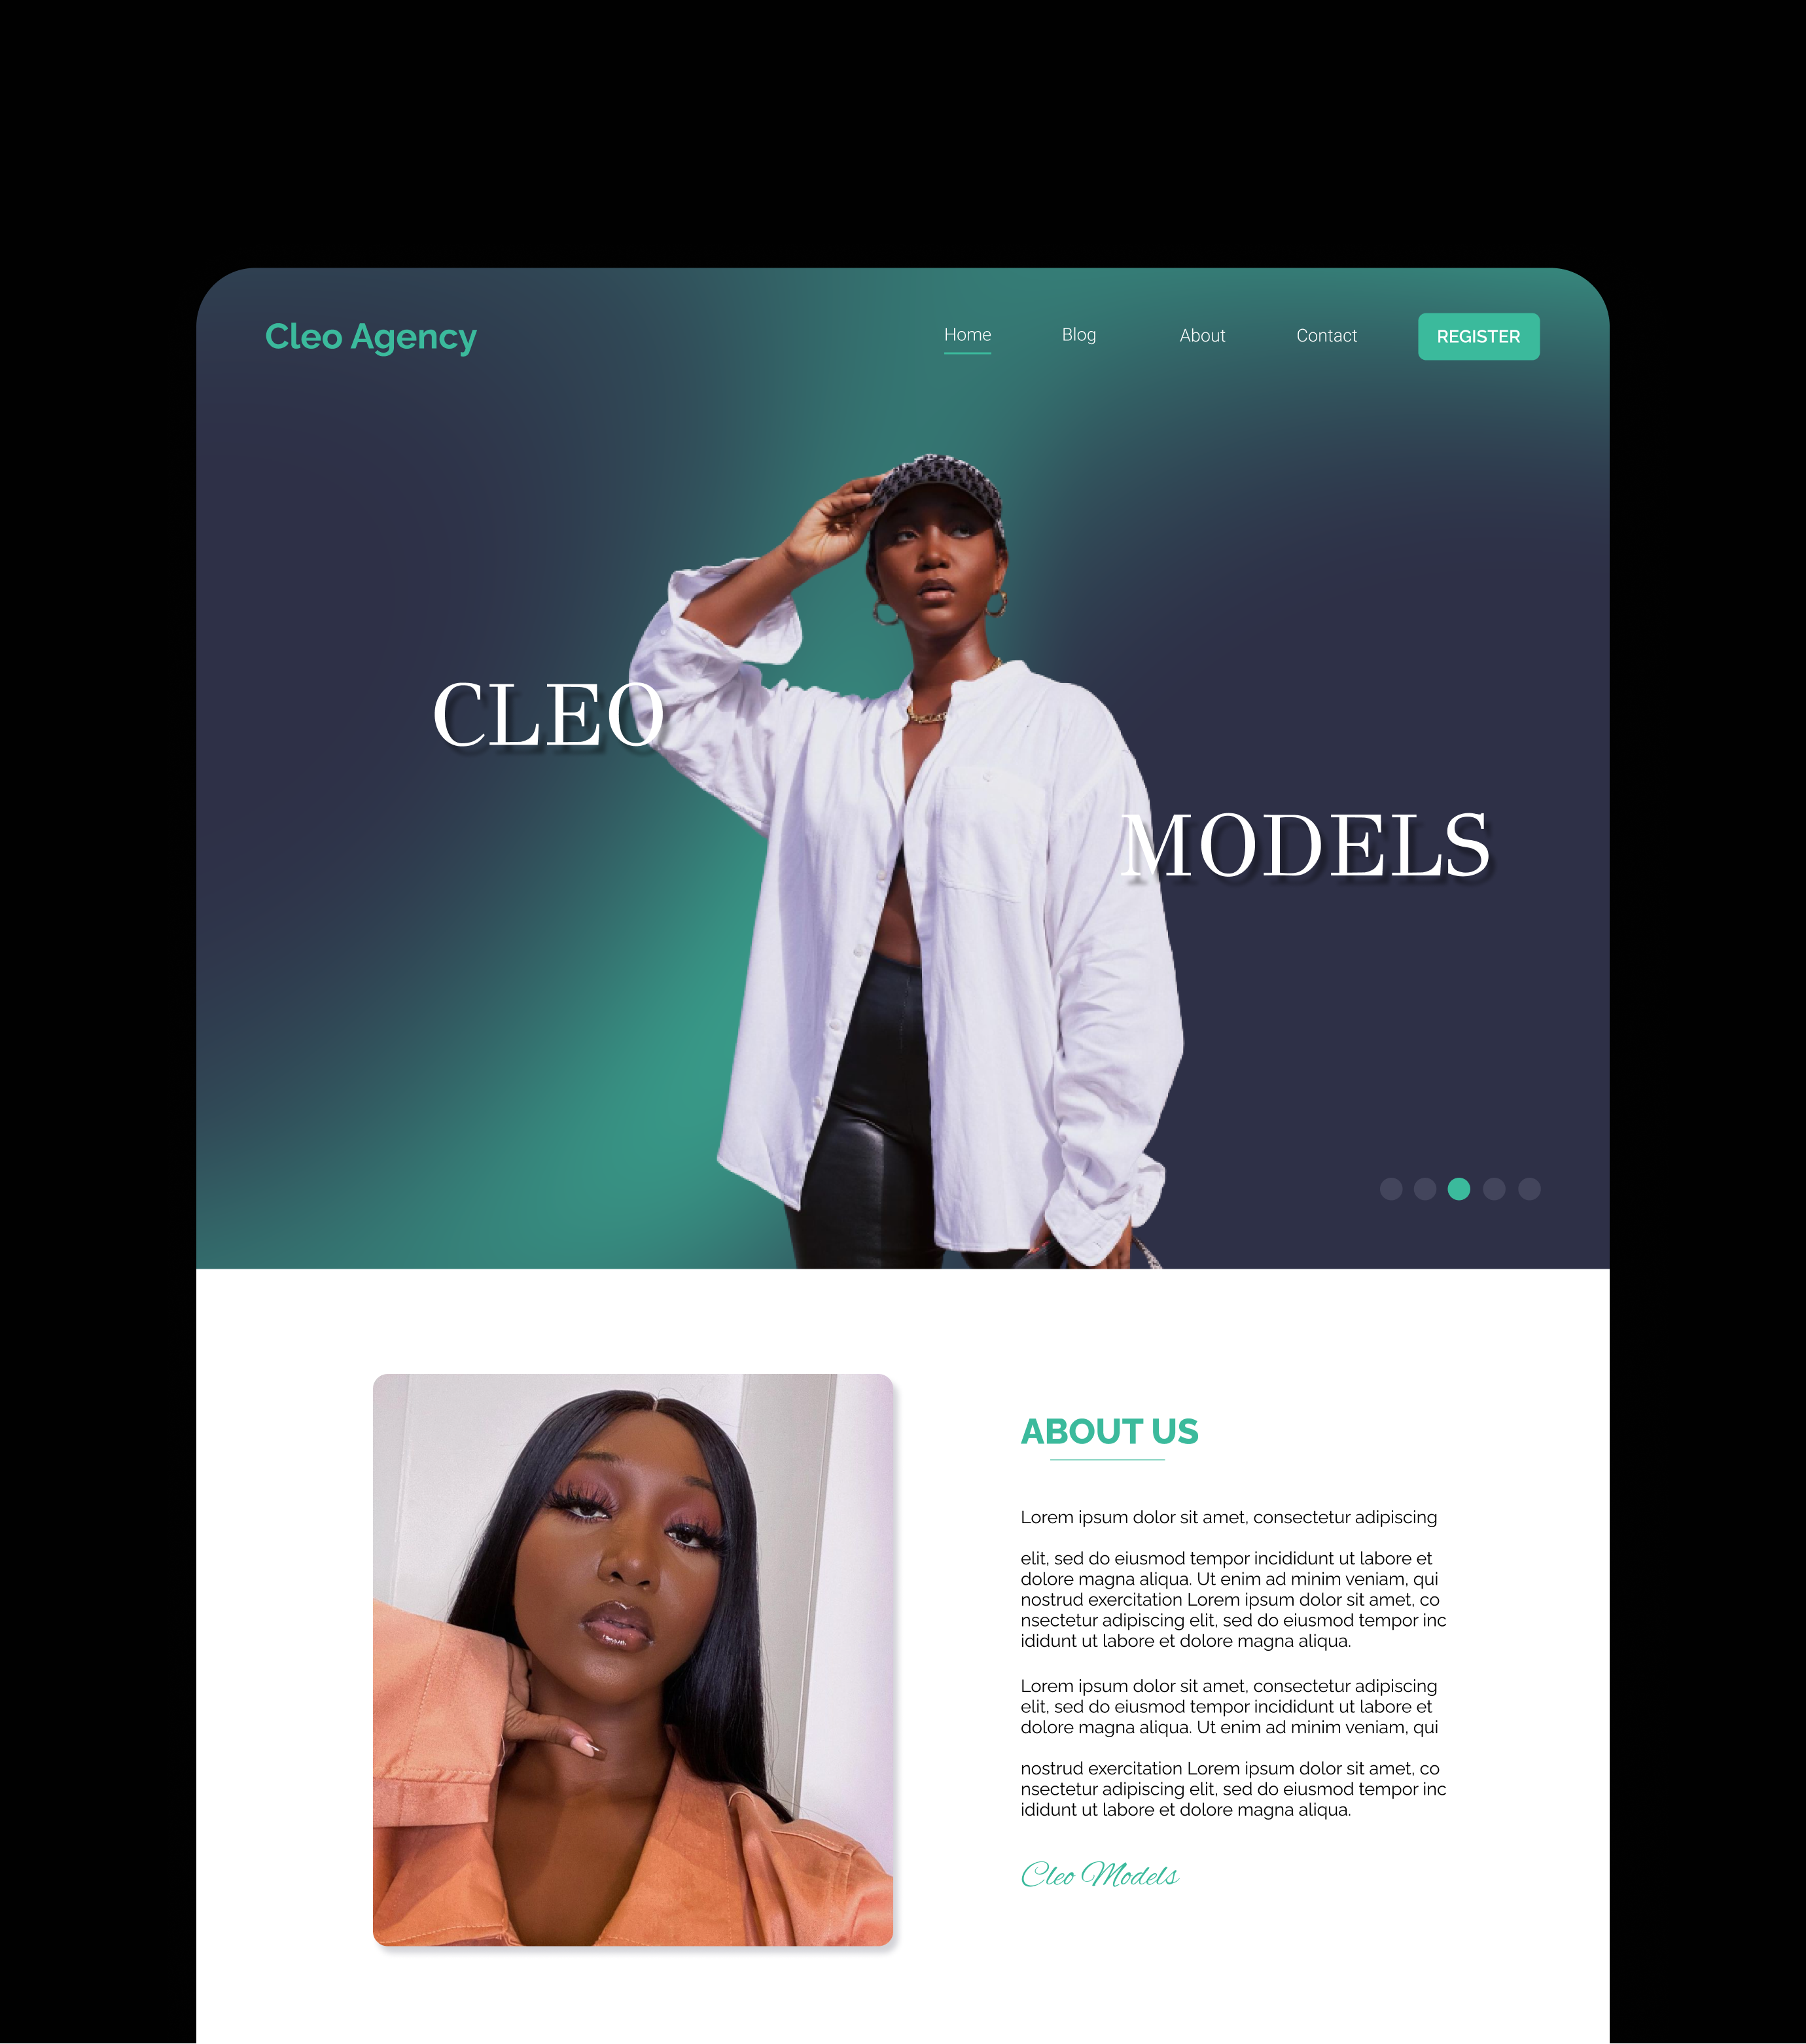 Cleo Agency
Home Blog About Contact REGISTER
CLEO
MODELS
ABOUT US
Lorem ipsum dolor sit amet, consectetur adipiscing
elit, sed do eiusmod tempor incididunt ut labore et
dolore magna aliqua. Ut enim ad minim veniam, qui
nostrud exercitation Lorem ipsum dolor sit amet, co
nsectetur adipiscing elit, sed do eiusmod tempor inc
ididunt ut labore et dolore magna aliqua.
Lorem ipsum dolor sit amet, consectetur adipiscing
elit, sed do eiusmod tempor incididunt ut labore et
dolore magna aliqua. Ut enim ad minim veniam, qui
nostrud exercitation Lorem ipsum dolor sit amet, co
nsectetur adipiscing elit, sed do eiusmod tempor inc
ididunt ut labore et dolore magna aliqua.
Cleo Models